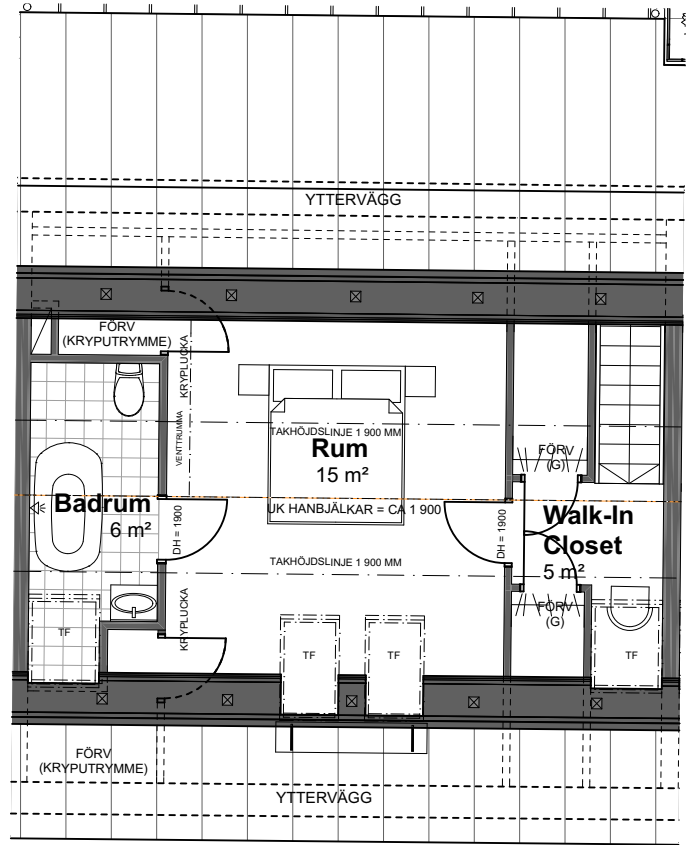 YTTERVÄGG
FÖRV
(KRYPUTRYMME)
KRYPLUCKA
VENTTRUMMA
TAKHÖJDSLINJE 1 900 MM
Rum
15 m²
FÖRV
(G)
Badrum
6 m²
DH = 1900
UK HANBJÄLKAR = CA 1 900
DH = 1900
Walk-In
Closet
5 m²
TAKHÖJDSLINJE 1 900 MM
KRYPLUCKA
FÖRV
(G)
TF
TF
TF
TF
FÖRV
(KRYPUTRYMME)
YTTERVÄGG